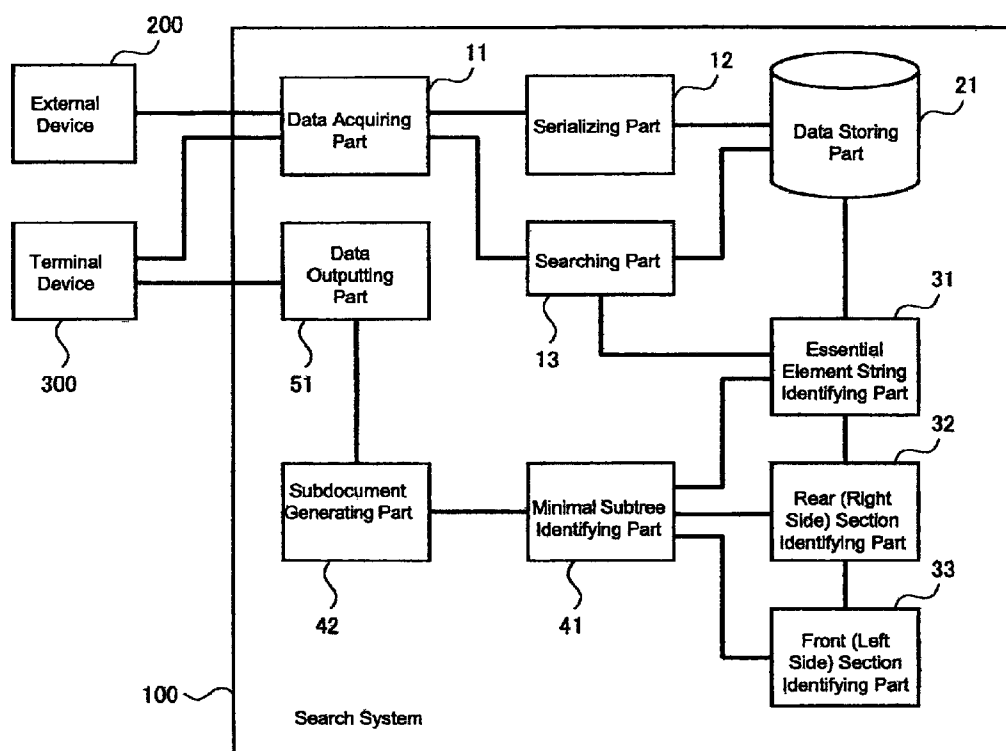 200
11
12
21
External
Device
Data Acquiring
Part
Serializing Part
Data Storing
Part
Terminal
Device
Data
Outputting
Part
Searching Part
31
300
51
13
Essential
Element String
Identifying Part
32
Subdocument
Generating Part
Minimal Subtree
Identifying Part
Rear (Right
Side) Section
Identifying Part
42
41
33
Front (Left
Side) Section
Identifying Part
100
Search System